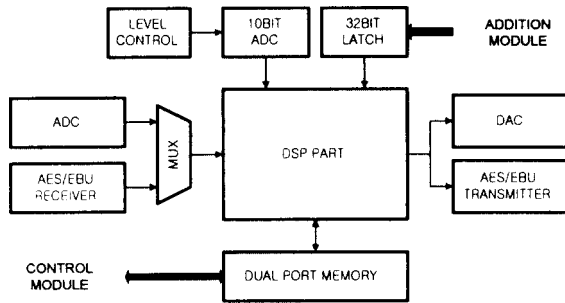 LEVEL
CONTROL
10BIT
ADC
32BIT
LATCH
ADDITION
MODULE
ADC
AES/EBU
RECEIVER
MUX
DSP PART
DAC
AES/EBU
TRANSMITTER
CONTROL
MODULE
DUAL PORT MEMORY